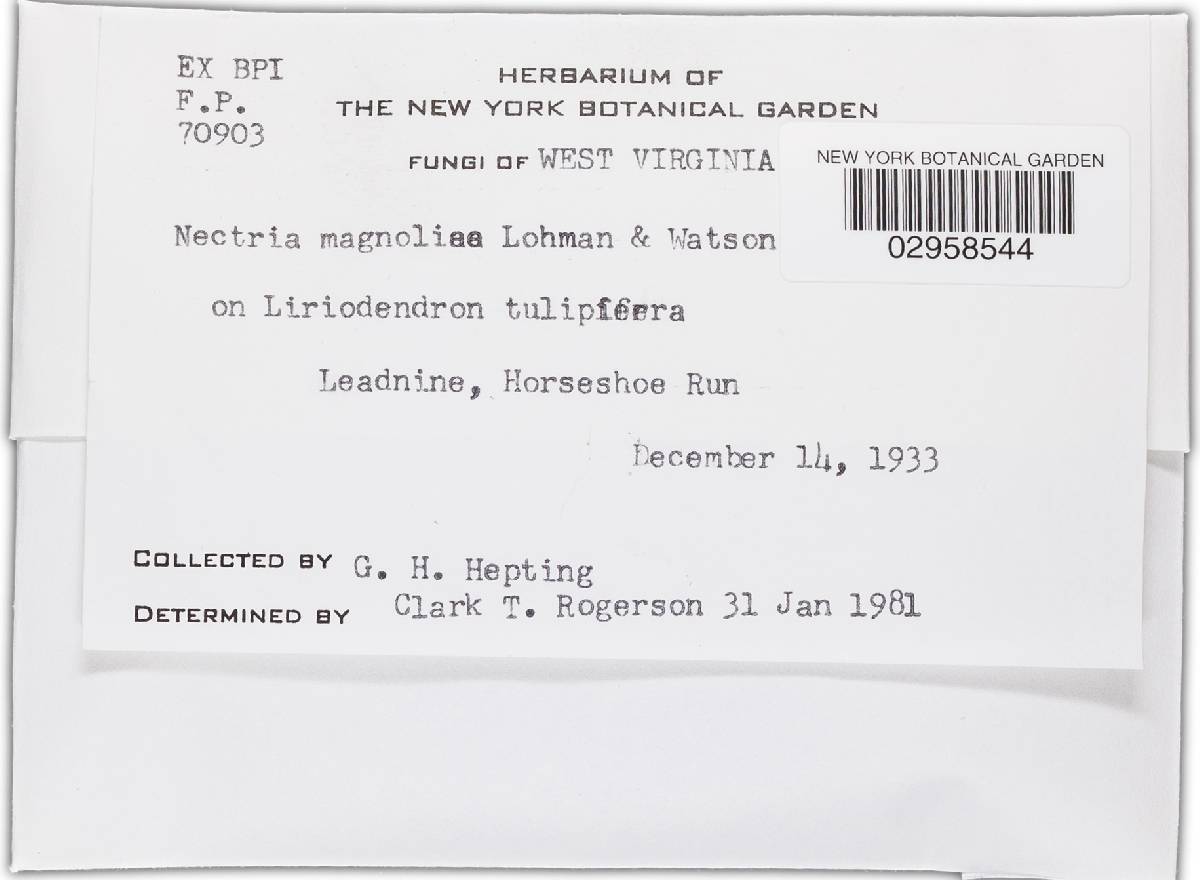 EX BPI
F.P.
70903
HERBARIUM OF
THE NEW YORK BOTANICAL GARDEN
FUNGI OF WEST VIRGINIA
NEW YORK BOTANICAL GARDEN
02958544
Nectria magnoliae Lohman & Watson
on Liriodendron tulipifera
Leadnine, Horseshoe Run
December 14, 1933
COLLECTED BY G. H. Hepting
DETERMINED BY Clark T. Rogerson 31 Jan 1981